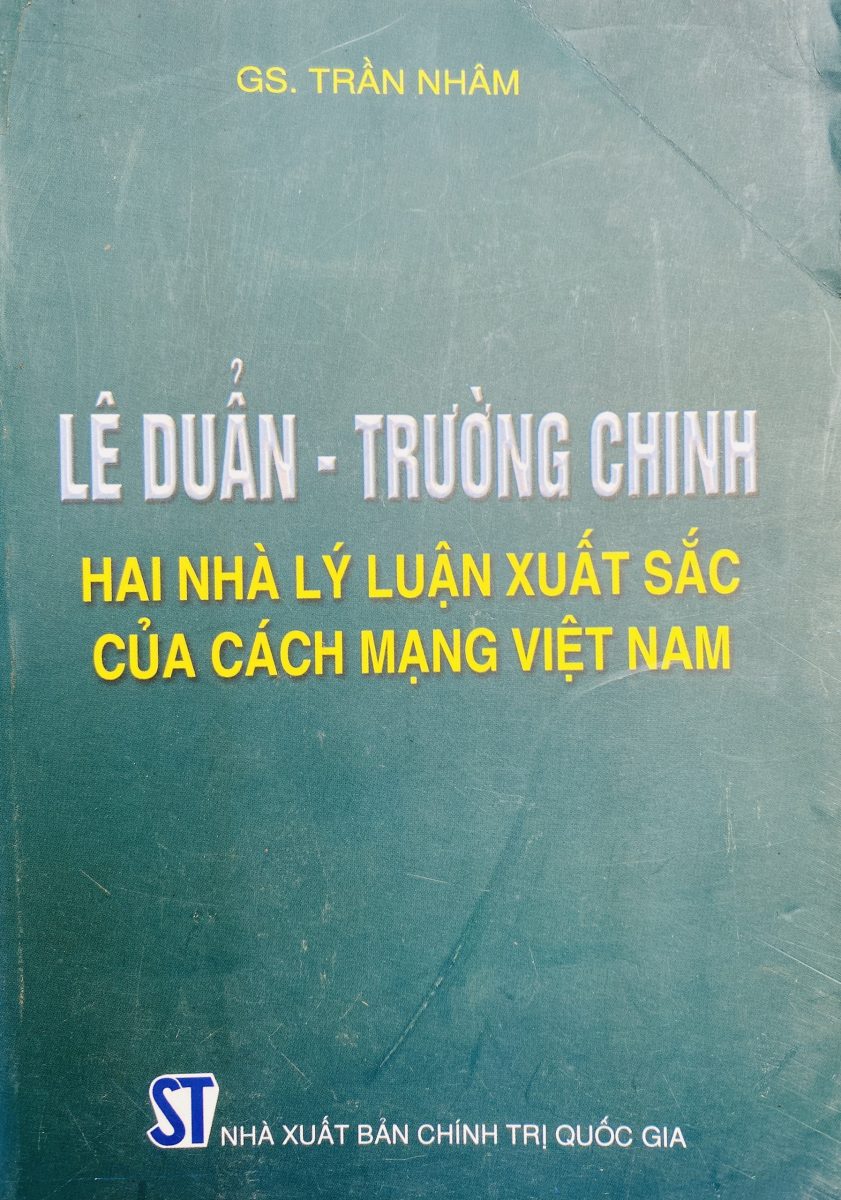 GS. TRẦN NHÂM
LÊ DUẨN - TRƯỜNG CHINH
HAI NHÀ LÝ LUẬN XUẤT SẮC
CỦA CÁCH MẠNG VIỆT NAM
ST NHÀ XUẤT BẢN CHÍNH TRỊ QUỐC GIA